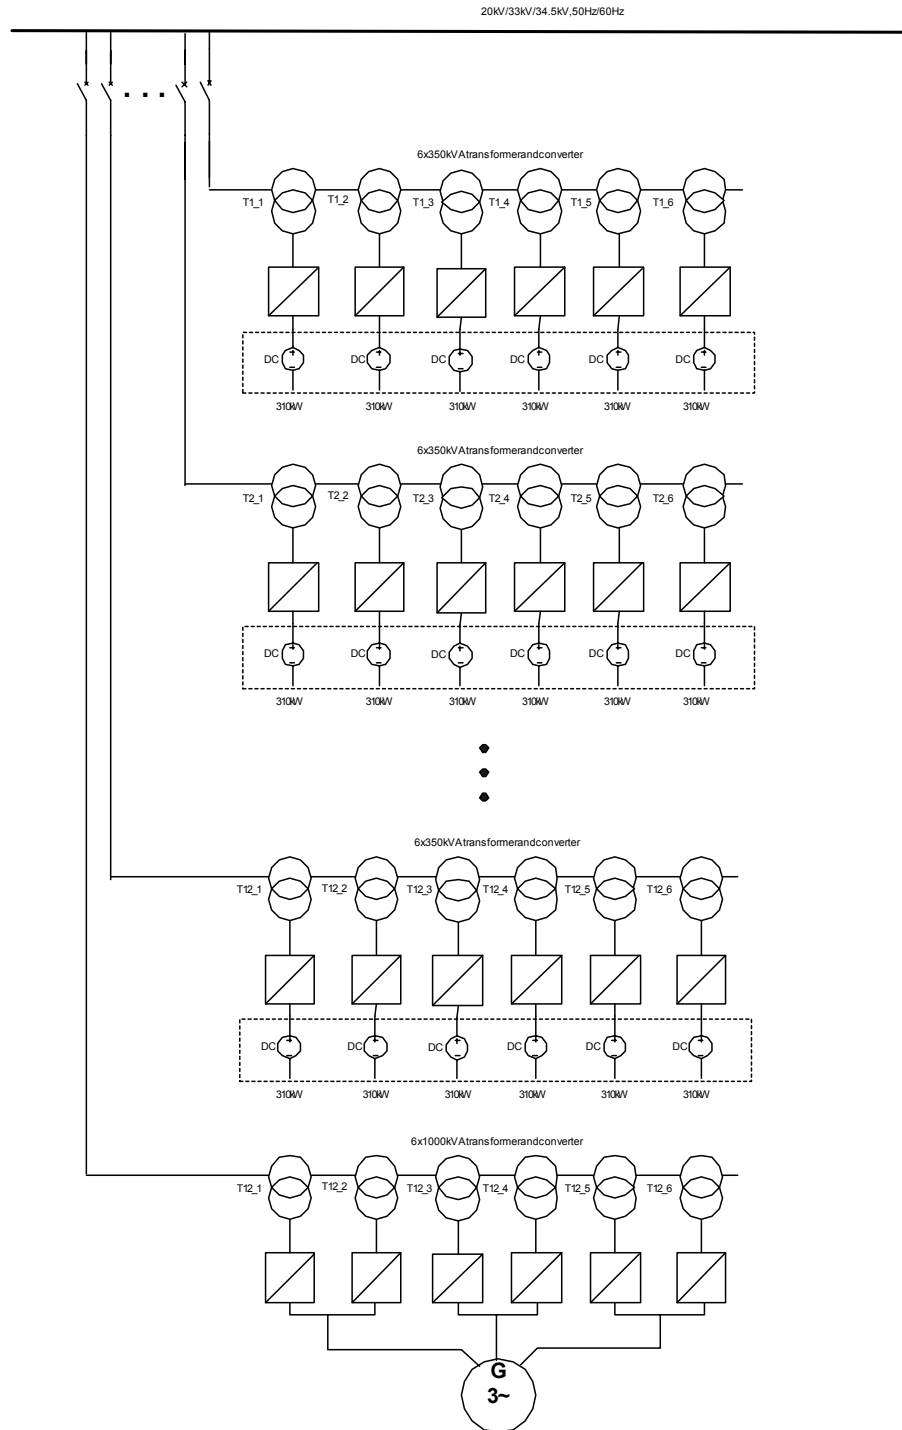 20kV/33kV/34.5kV,50Hz/60Hz
6x350kVAtransformerandconverter
T1_1 T1_2 T1_3 T1_4 T1_5 T1_6
DC DC DC DC DC DC
310kW 310kW 310kW 310kW 310kW 310kW
6x350kVAtransformerandconverter
T2_1 T2_2 T2_3 T2_4 T2_5 T2_6
DC DC DC DC DC DC
310kW 310kW 310kW 310kW 310kW 310kW
6x350kVAtransformerandconverter
T12_1 T12_2 T12_3 T12_4 T12_5 T12_6
DC DC DC DC DC DC
310kW 310kW 310kW 310kW 310kW 310kW
6x1000kVAtransformerandconverter
T12_1 T12_2 T12_3 T12_4 T12_5 T12_6
G
3~